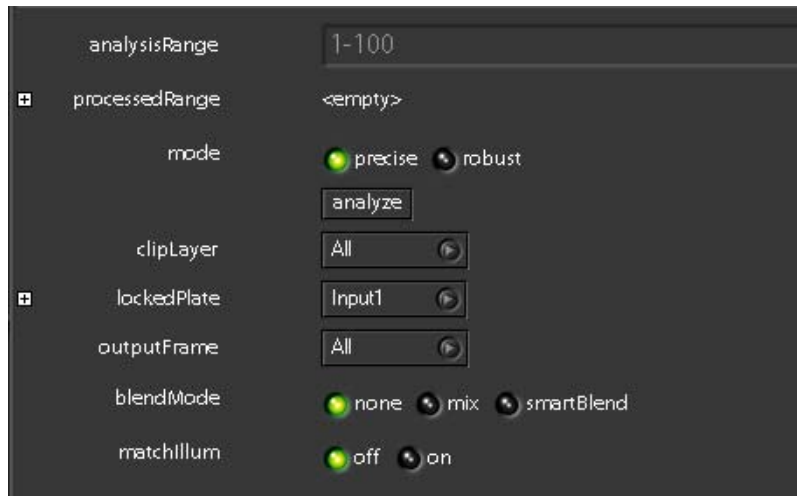 analysisRange 1-100
processedRange <empty>
mode precise robust
analyze
clipLayer All
lockedPlate Input1
outputFrame All
blendMode none mix smartBlend
matchIllum off on